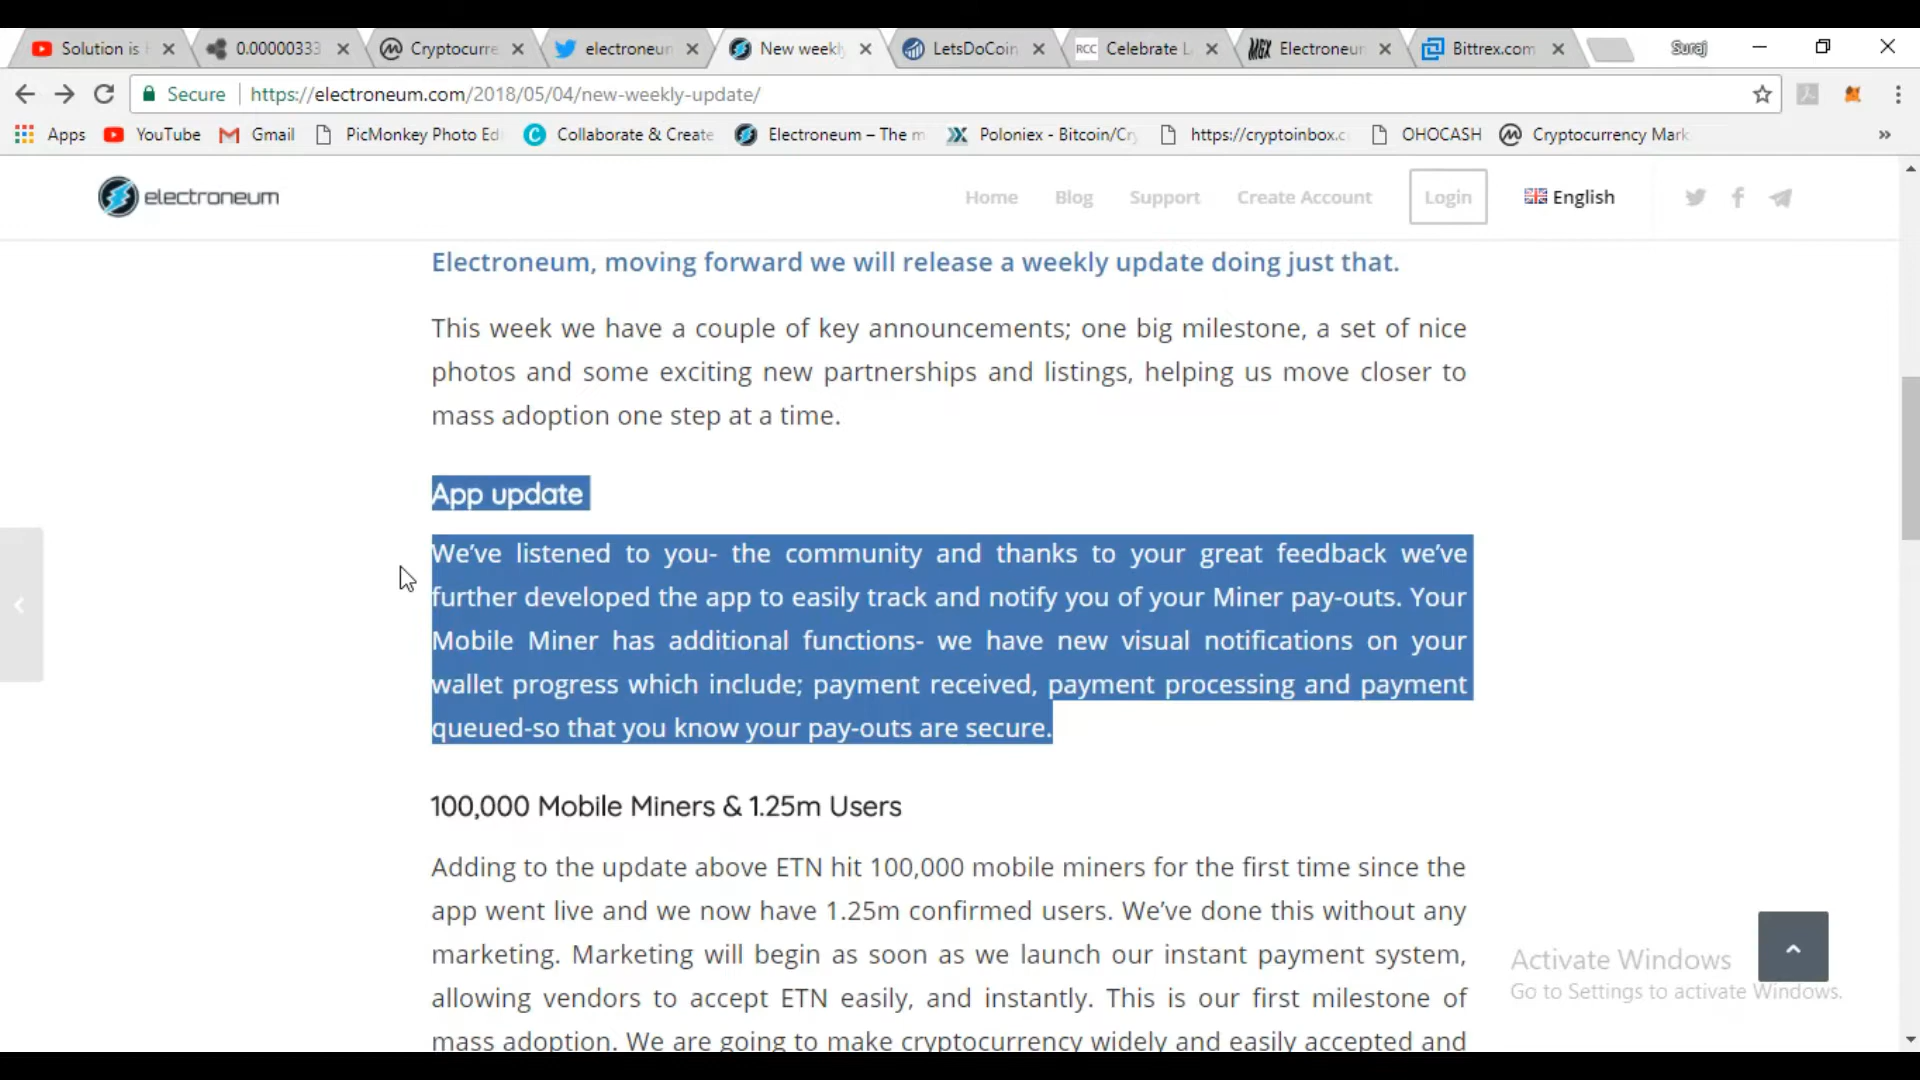 Solution is
0.00000333
Cryptocurre
electroneum
New weekly
LetsDoCoin
RCC Celebrate L
MGX Electroneum
Bittrex.com
Suraj
Secure https://electroneum.com/2018/05/04/new-weekly-update/
Apps YouTube Gmail PicMonkey Photo Ed Collaborate & Create Electroneum – The m Poloniex - Bitcoin/Cry https://cryptoinbox.c OHOCASH Cryptocurrency Mark »
electroneum Home Blog Support Create Account Login English
Electroneum, moving forward we will release a weekly update doing just that.
This week we have a couple of key announcements; one big milestone, a set of nice
photos and some exciting new partnerships and listings, helping us move closer to
mass adoption one step at a time.
App update
We’ve listened to you- the community and thanks to your great feedback we’ve
further developed the app to easily track and notify you of your Miner pay-outs. Your
Mobile Miner has additional functions- we have new visual notifications on your
wallet progress which include; payment received, payment processing and payment
queued-so that you know your pay-outs are secure.
100,000 Mobile Miners & 1.25m Users
Adding to the update above ETN hit 100,000 mobile miners for the first time since the
app went live and we now have 1.25m confirmed users. We’ve done this without any
marketing. Marketing will begin as soon as we launch our instant payment system,
allowing vendors to accept ETN easily, and instantly. This is our first milestone of
mass adoption. We are going to make cryptocurrency widely and easily accepted and
Activate Windows
Go to Settings to activate Windows.